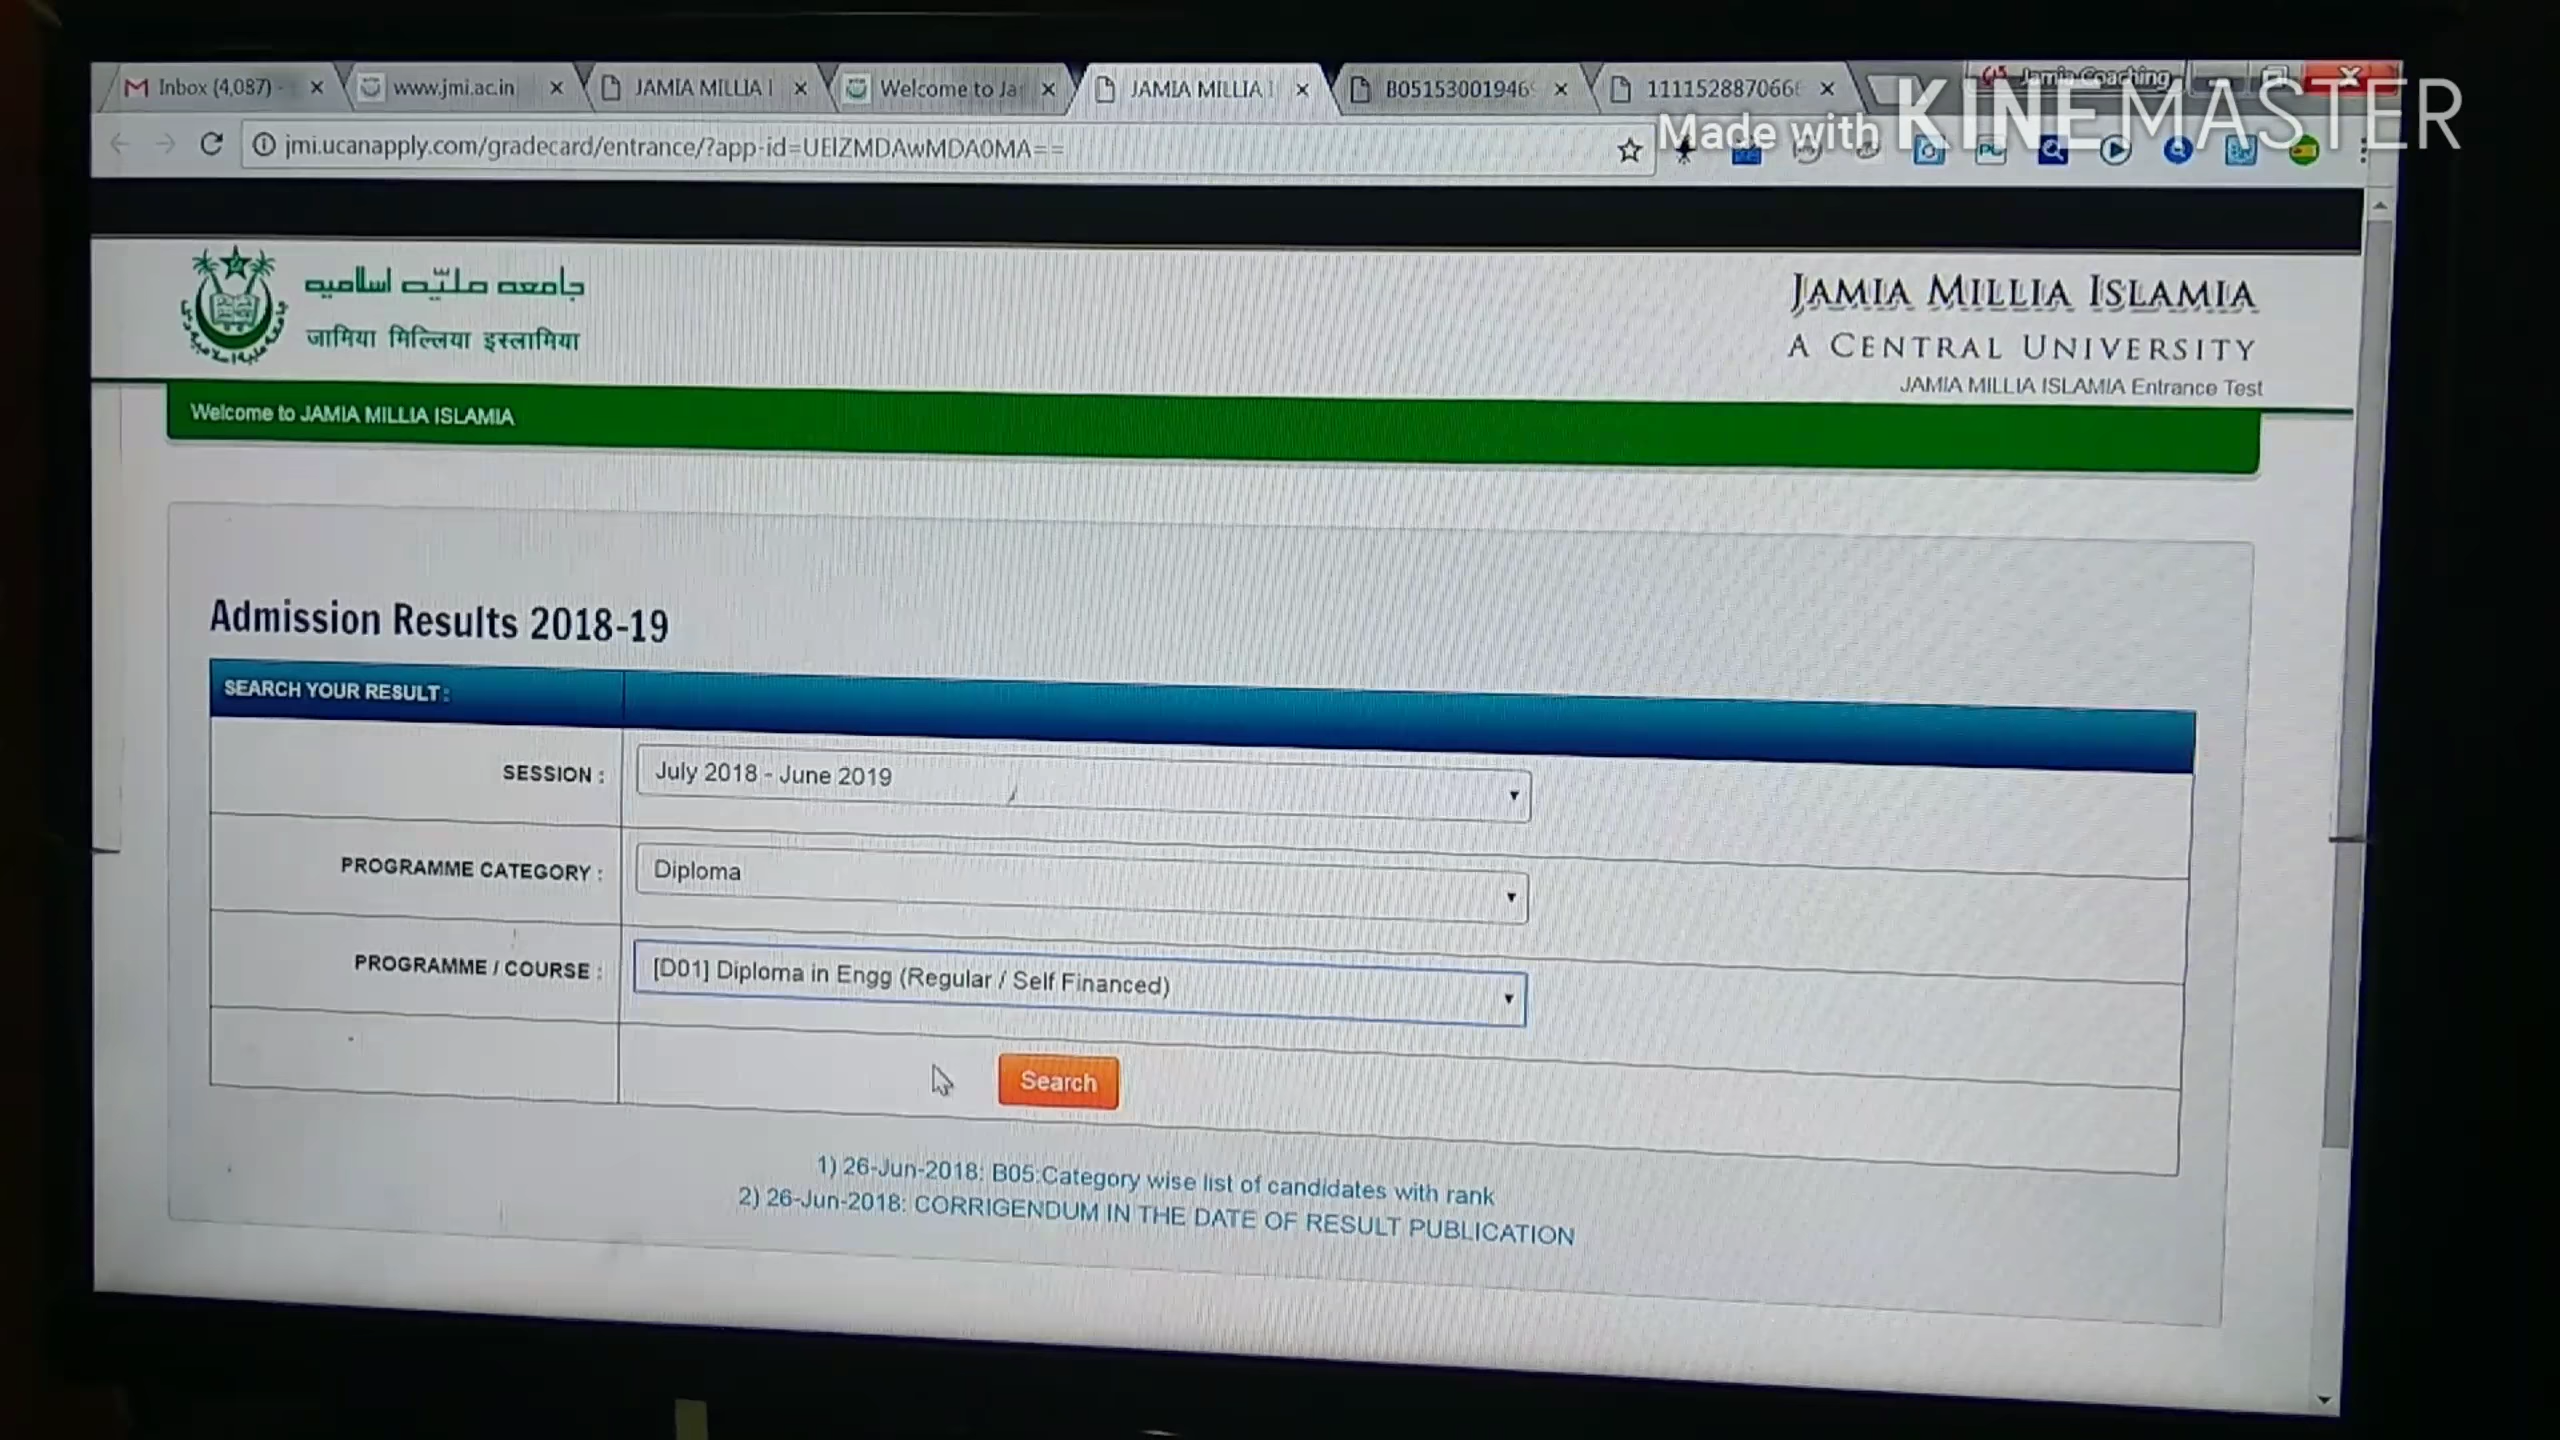 Inbox (4,087) -
www.jmi.ac.in
JAMIA MILLIA I
Welcome to Ja
JAMIA MILLIA I
B05153001946
111152887066
Jamia Coaching
jmi.ucanapply.com/gradecard/entrance/?app-id=UElZMDAwMDA0MA==
Made with KINEMASTER
جامعہ ملیّہ اسلامیہ
जामिया मिल्लिया इस्लामिया
JAMIA MILLIA ISLAMIA
A CENTRAL UNIVERSITY
JAMIA MILLIA ISLAMIA Entrance Test
Welcome to JAMIA MILLIA ISLAMIA
Admission Results 2018-19
SEARCH YOUR RESULT :
SESSION : July 2018 - June 2019
PROGRAMME CATEGORY : Diploma
PROGRAMME / COURSE : [D01] Diploma in Engg (Regular / Self Financed)
Search
1) 26-Jun-2018: B05:Category wise list of candidates with rank
2) 26-Jun-2018: CORRIGENDUM IN THE DATE OF RESULT PUBLICATION